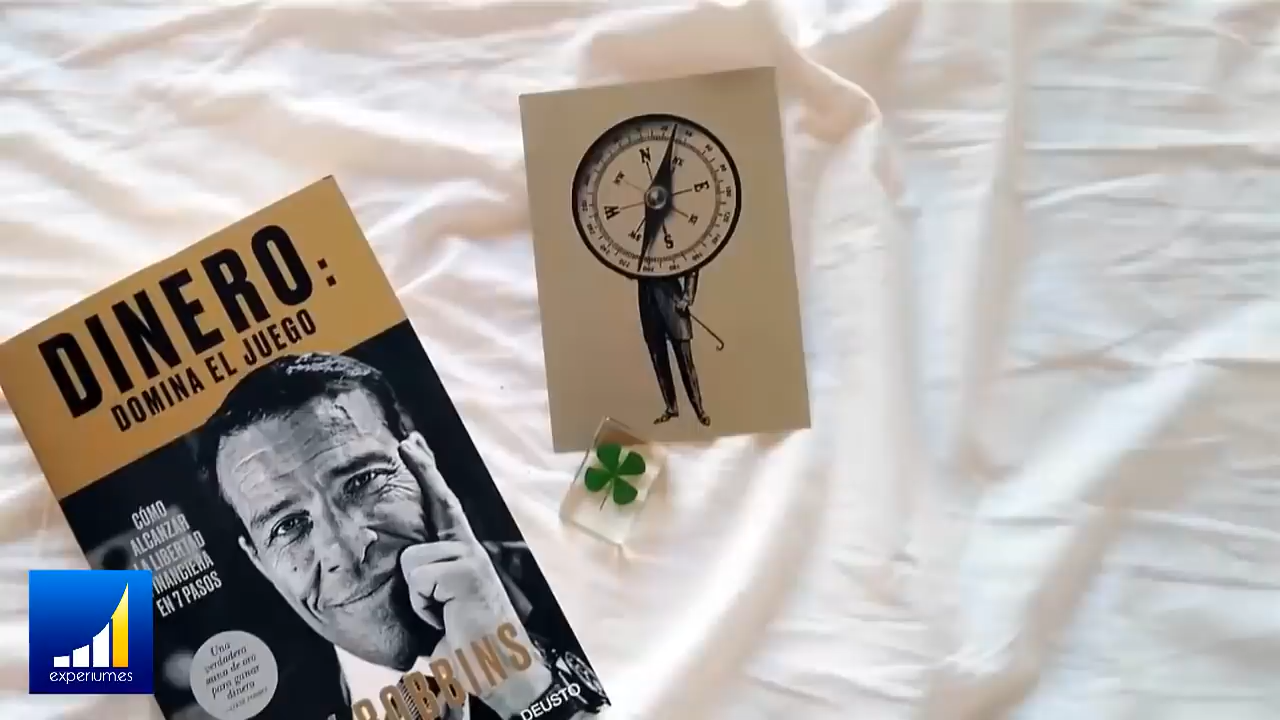 DINERO:
DOMINA EL JUEGO
CÓMO
ALCANZAR
LA LIBERTAD
FINANCIERA
EN 7 PASOS
Una
verdadera
mina de oro
para ganar
dinero
ROBBINS
DEUSTO
experiumes
N
E
S
W